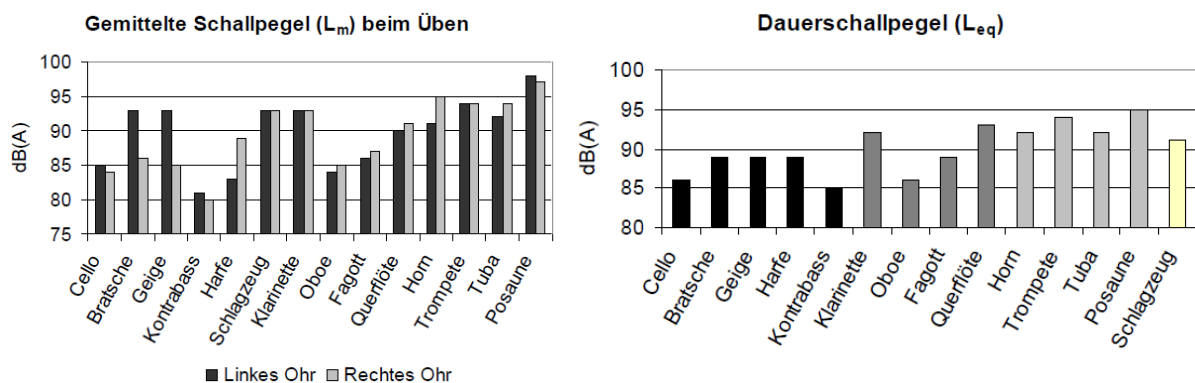 Gemittelte Schallpegel (Lm) beim Üben
dB(A)
100
95
90
85
80
75
Cello
Bratsche
Geige
Kontrabass
Harfe
Schlagzeug
Klarinette
Oboe
Fagott
Querflöte
Horn
Trompete
Tuba
Posaune
Linkes Ohr
Rechtes Ohr
Dauerschallpegel (Leq)
dB(A)
100
95
90
85
80
Cello
Bratsche
Geige
Harfe
Kontrabass
Klarinette
Oboe
Fagott
Querflöte
Horn
Trompete
Tuba
Posaune
Schlagzeug